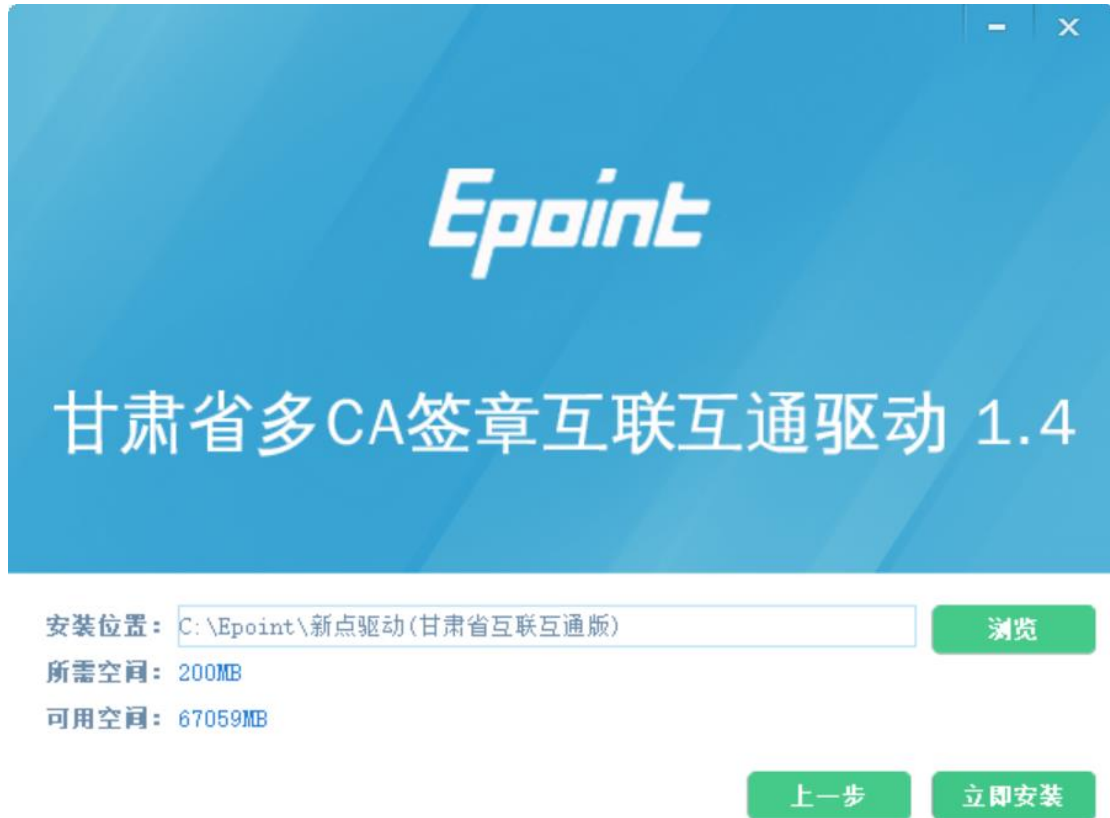 Epoint
甘肃省多CA签章互联互通驱动 1.4
安装位置： C:\Epoint\新点驱动(甘肃省互联互通版) 浏览
所需空间： 200MB
可用空间： 67059MB
上一步 立即安装